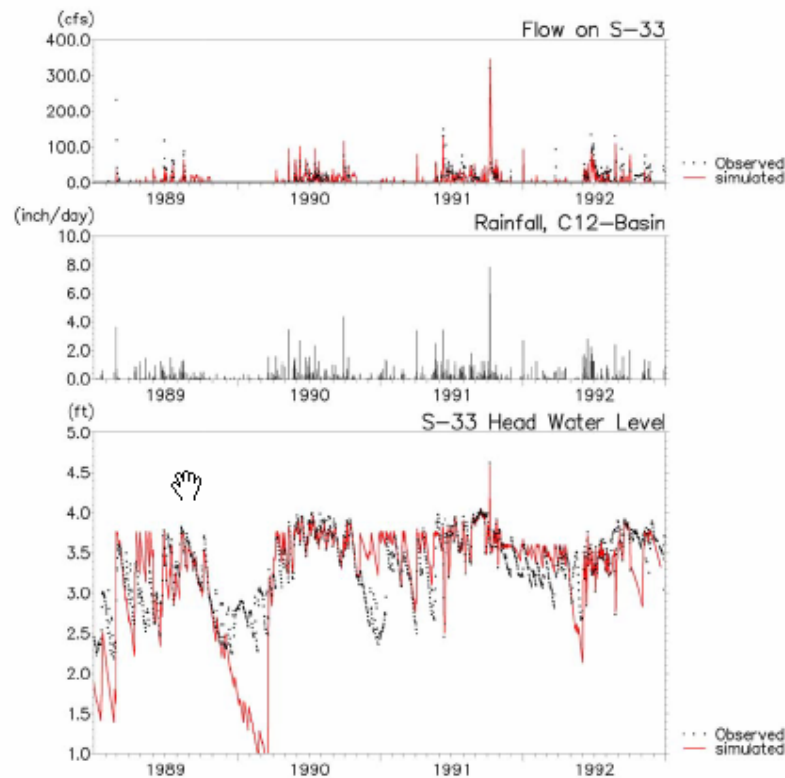 (cfs)
Flow on S-33
400.0
300.0
200.0
100.0
0.0
1989 1990 1991 1992
Observed
simulated
(inch/day)
Rainfall, C12-Basin
10.0
8.0
6.0
4.0
2.0
0.0
1989 1990 1991 1992
(ft)
S-33 Head Water Level
5.0
4.5
4.0
3.5
3.0
2.5
2.0
1.5
1.0
1989 1990 1991 1992
Observed
simulated